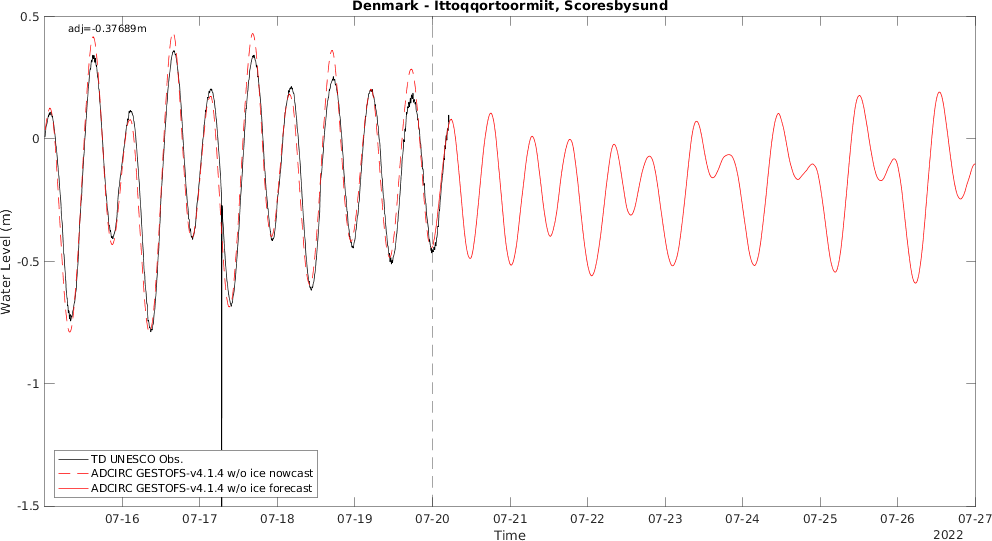 Denmark - Ittoqqortoormiit, Scoresbysund
adj=-0.37689m
0.5
0
-0.5
-1
-1.5
Water Level (m)
TD UNESCO Obs.
ADCIRC GESTOFS-v4.1.4 w/o ice nowcast
ADCIRC GESTOFS-v4.1.4 w/o ice forecast
07-16 07-17 07-18 07-19 07-20 07-21 07-22 07-23 07-24 07-25 07-26 07-27
Time
2022